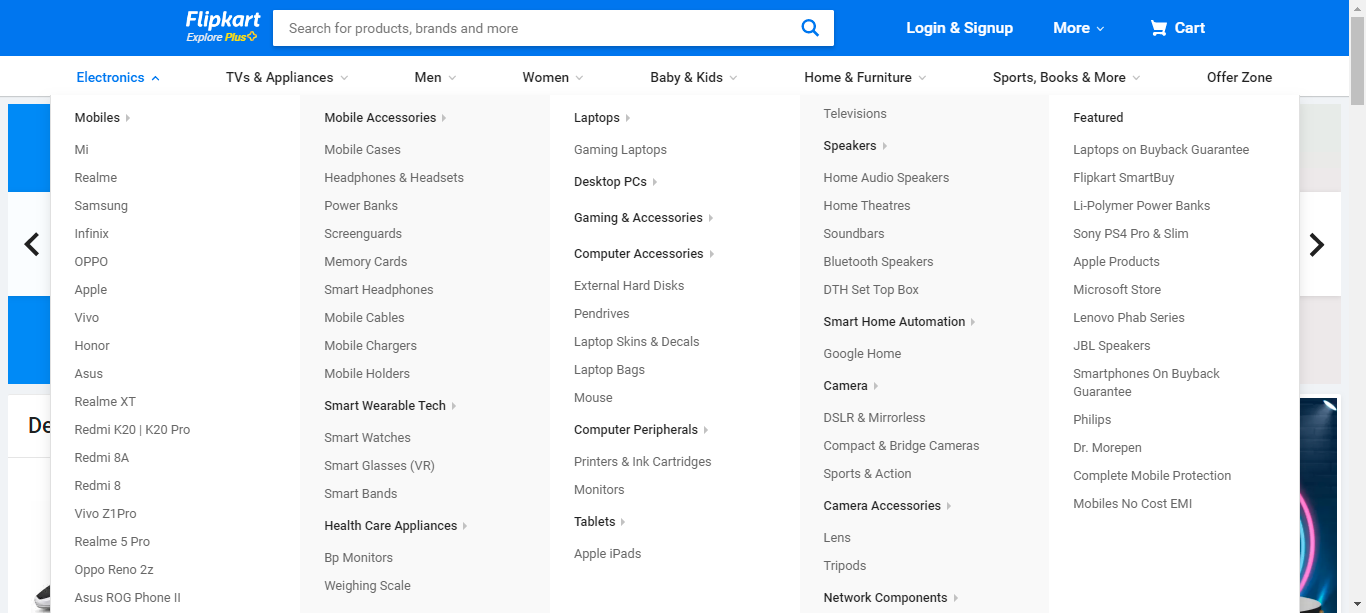 Flipkart
Explore Plus
Search for products, brands and more
Login & Signup
More
Cart
Electronics
TVs & Appliances
Men
Women
Baby & Kids
Home & Furniture
Sports, Books & More
Offer Zone
Mobiles
Mi
Realme
Samsung
Infinix
OPPO
Apple
Vivo
Honor
Asus
Realme XT
Redmi K20 | K20 Pro
Redmi 8A
Redmi 8
Vivo Z1Pro
Realme 5 Pro
Oppo Reno 2z
Asus ROG Phone II
Mobile Accessories
Mobile Cases
Headphones & Headsets
Power Banks
Screenguards
Memory Cards
Smart Headphones
Mobile Cables
Mobile Chargers
Mobile Holders
Smart Wearable Tech
Smart Watches
Smart Glasses (VR)
Smart Bands
Health Care Appliances
Bp Monitors
Weighing Scale
Laptops
Gaming Laptops
Desktop PCs
Gaming & Accessories
Computer Accessories
External Hard Disks
Pendrives
Laptop Skins & Decals
Laptop Bags
Mouse
Computer Peripherals
Printers & Ink Cartridges
Monitors
Tablets
Apple iPads
Televisions
Speakers
Home Audio Speakers
Home Theatres
Soundbars
Bluetooth Speakers
DTH Set Top Box
Smart Home Automation
Google Home
Camera
DSLR & Mirrorless
Compact & Bridge Cameras
Sports & Action
Camera Accessories
Lens
Tripods
Network Components
Featured
Laptops on Buyback Guarantee
Flipkart SmartBuy
Li-Polymer Power Banks
Sony PS4 Pro & Slim
Apple Products
Microsoft Store
Lenovo Phab Series
JBL Speakers
Smartphones On Buyback
Guarantee
Philips
Dr. Morepen
Complete Mobile Protection
Mobiles No Cost EMI
De